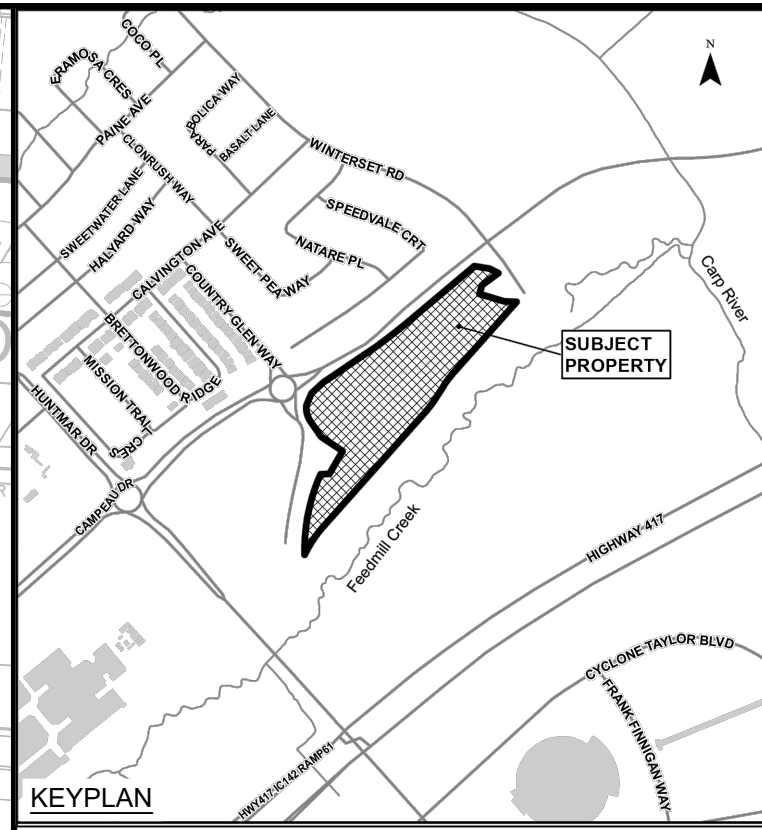 COCO PL
ERAMOSA CRES
N
PAINE AVE
PARABOLICA WAY
BASALT LANE
CLONRUSH WAY
WINTERSET RD
SWEETWATER LANE
HALYARD WAY
SPEEDVALE CRT
CALVINGTON AVE
SWEET PEA WAY
NATARE PL
COUNTRY GLEN WAY
Carp River
BRETTONWOOD RIDGE
SUBJECT
PROPERTY
MISSION TRAIL CRES
HUNTMAR DR
CAMPEAU DR
Feedmill Creek
HIGHWAY 417
CYCLONE TAYLOR BLVD
FRANK FINNIGAN WAY
HWY417 IC142 RAMP61
KEYPLAN